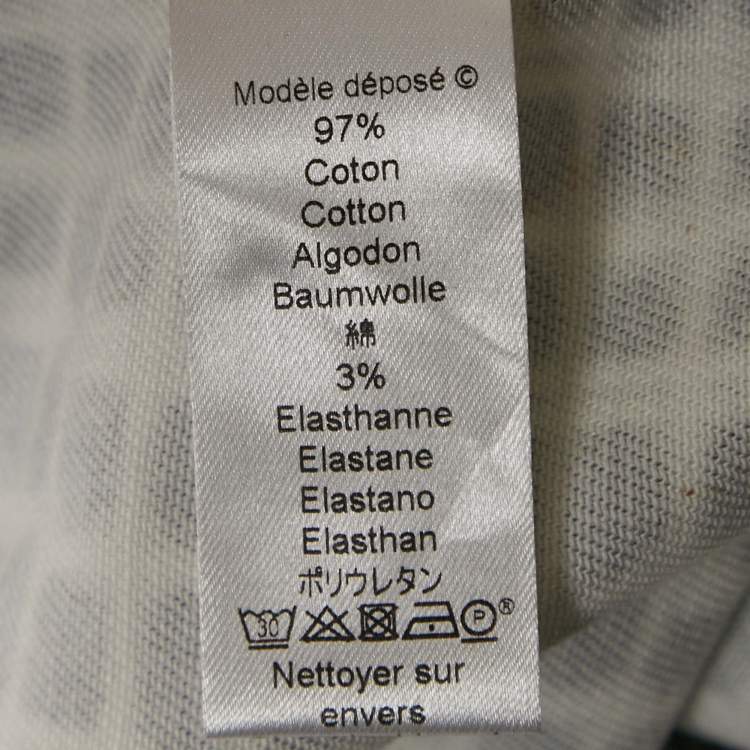 Modèle déposé ©
97%
Coton
Cotton
Algodon
Baumwolle
綿
3%
Elasthanne
Elastane
Elastano
Elasthan
ポリウレタン
30 P ®
Nettoyer sur
envers